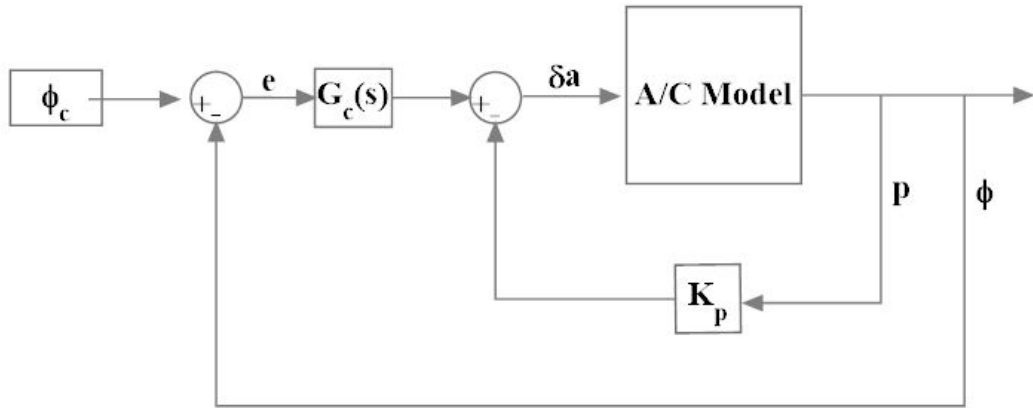 ϕc
+
-
e
Gc(s)
+
-
δa
A/C Model
p
ϕ
Kp